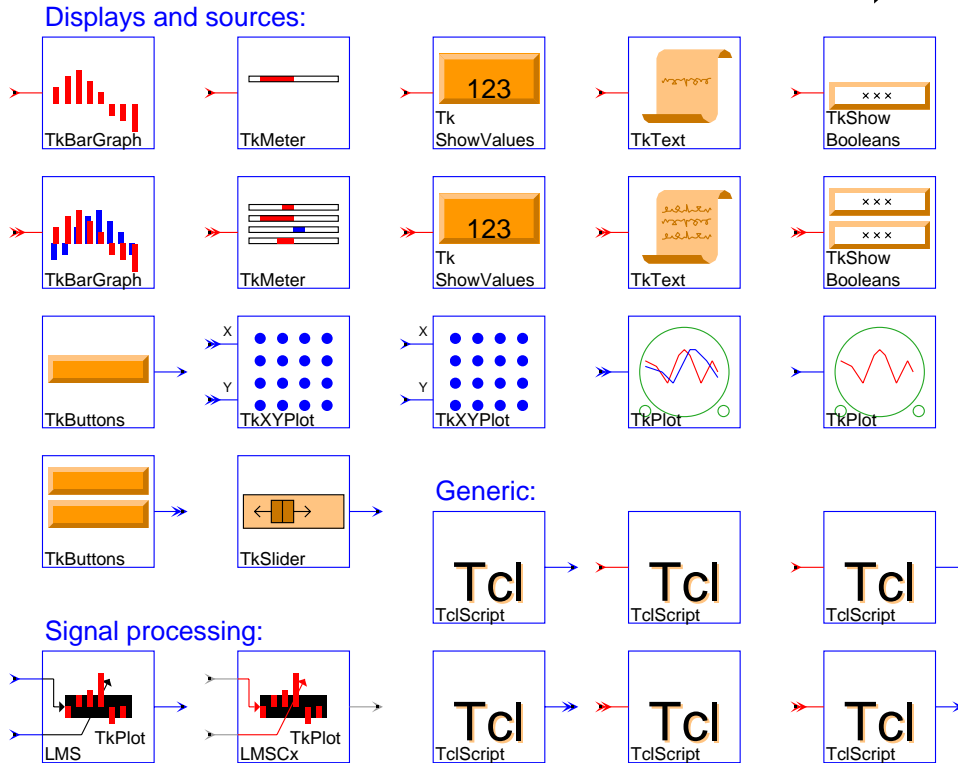 Displays and sources:
TkBarGraph
TkMeter
123
Tk
ShowValues
TkText
×××
TkShow
Booleans
TkBarGraph
TkMeter
123
Tk
ShowValues
TkText
×××
×××
TkShow
Booleans
TkButtons
X
Y
TkXYPlot
X
Y
TkXYPlot
TkPlot
TkPlot
TkButtons
TkSlider
Generic:
Tcl
TclScript
Tcl
TclScript
Tcl
TclScript
Signal processing:
TkPlot
LMS
TkPlot
LMSCx
Tcl
TclScript
Tcl
TclScript
Tcl
TclScript